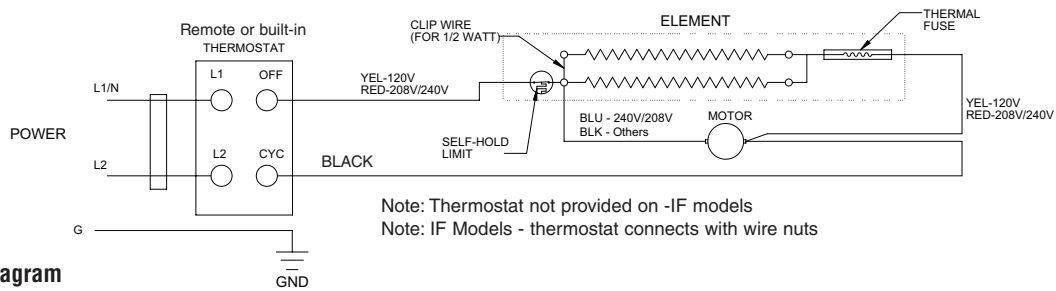 Remote or built-in
THERMOSTAT
L1
OFF
L2
CYC
L1/N
POWER
L2
G
GND
BLACK
YEL-120V
RED-208V/240V
CLIP WIRE
(FOR 1/2 WATT)
ELEMENT
THERMAL
FUSE
SELF-HOLD
LIMIT
BLU - 240V/208V
BLK - Others
MOTOR
YEL-120V
RED-208V/240V
Note: Thermostat not provided on -IF models
Note: IF Models - thermostat connects with wire nuts
agram